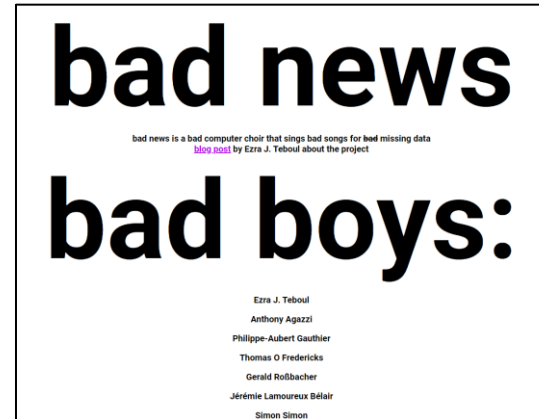 bad news
bad news is a bad computer choir that sings bad songs for bad missing data
blog post by Ezra J. Teboul about the project
bad boys:
Ezra J. Teboul
Anthony Agazzi
Philippe-Aubert Gauthier
Thomas O Fredericks
Gerald Roßbacher
Jérémie Lamoureux Bélair
Simon Simon